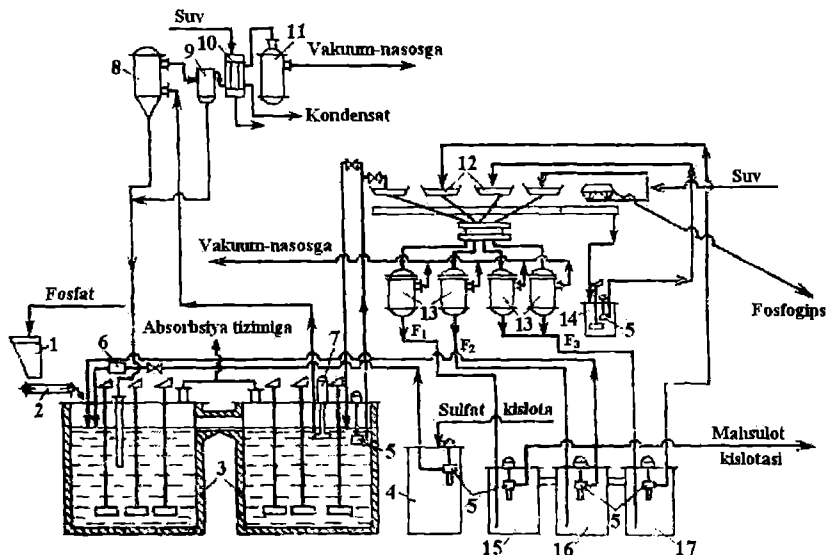 Suv
10
11
9
8
Vakuum-nasosga
Kondensat
12
Suv
Vakuum-nasosga
13
13
14
5
Fosfogips
Fosfat
Absorbsiya tizimiga
F1
F2
F3
1
6
7
2
Sulfat kislota
5
Mahsulot
kislotasi
3
4
5
5
15
16
17